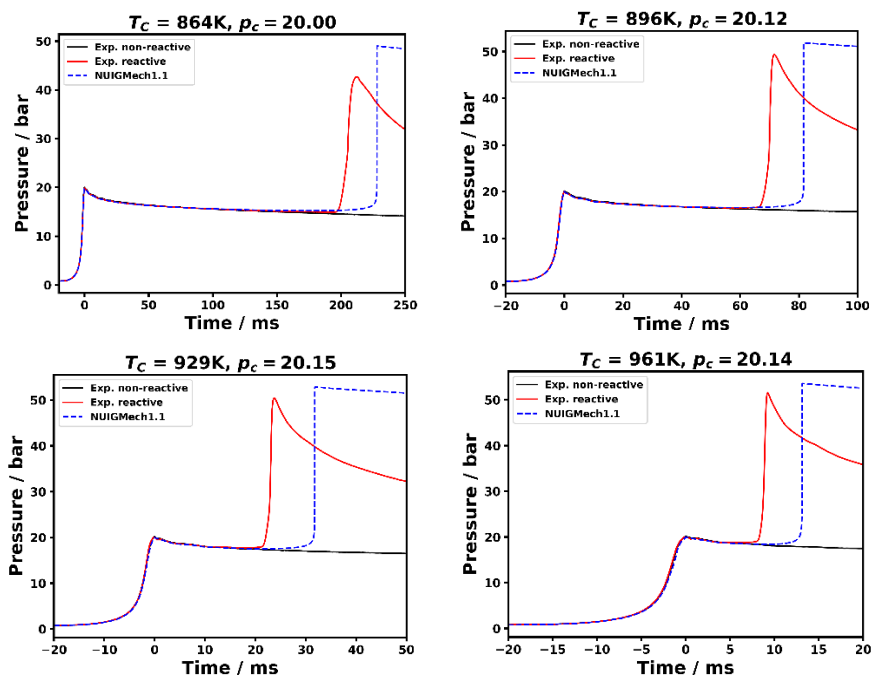 T_C = 864K, p_c = 20.00
Exp. non-reactive
Exp. reactive
NUIGMech1.1
Pressure / bar
50
40
30
20
10
0
0 50 100 150 200 250
Time / ms
T_C = 896K, p_c = 20.12
Exp. non-reactive
Exp. reactive
NUIGMech1.1
Pressure / bar
50
40
30
20
10
0
−20 0 20 40 60 80 100
Time / ms
T_C = 929K, p_c = 20.15
Exp. non-reactive
Exp. reactive
NUIGMech1.1
Pressure / bar
50
40
30
20
10
0
−20 −10 0 10 20 30 40 50
Time / ms
T_C = 961K, p_c = 20.14
Exp. non-reactive
Exp. reactive
NUIGMech1.1
Pressure / bar
50
40
30
20
10
0
−20 −15 −10 −5 0 5 10 15 20
Time / ms